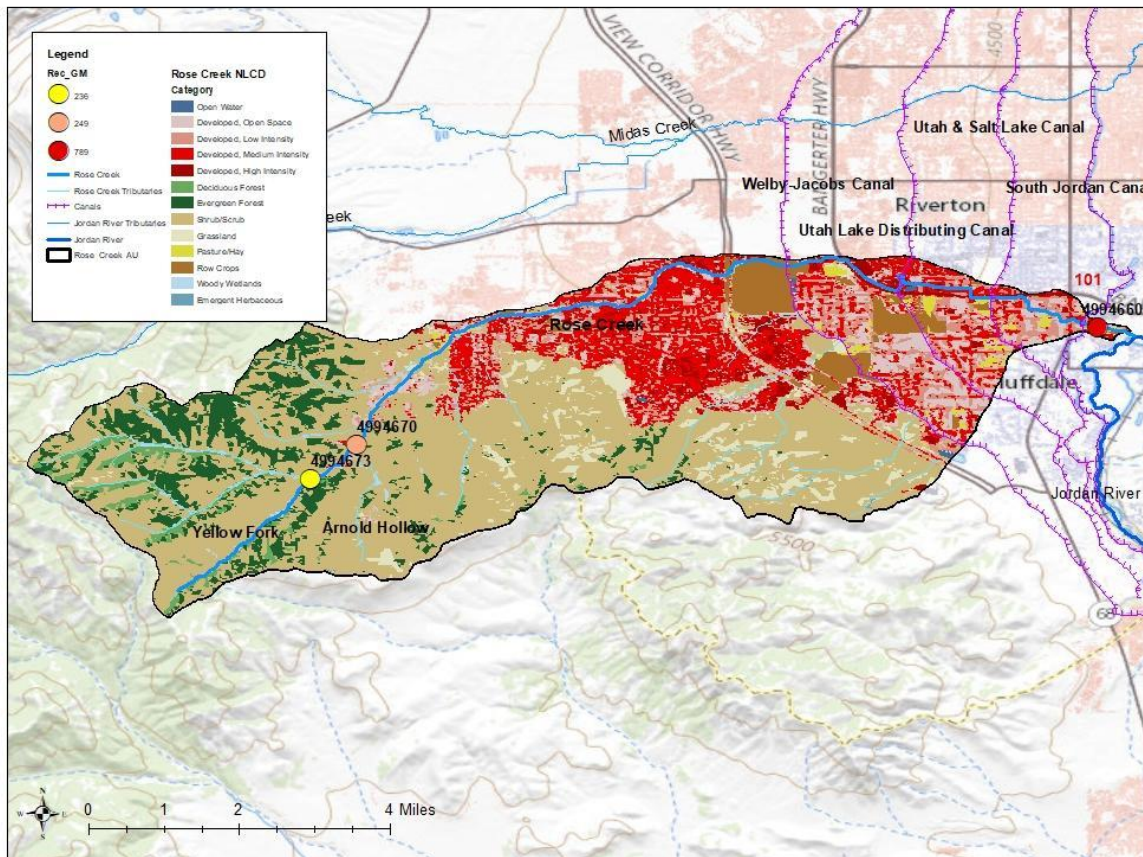 Legend
Rec_GM
236
249
789
Rose Creek
Rose Creek Tributaries
Canals
Jordan River Tributaries
Jordan River
Rose Creek AU
Rose Creek NLCD
Category
Open Water
Developed, Open Space
Developed, Low Intensity
Developed, Medium Intensity
Developed, High Intensity
Deciduous Forest
Evergreen Forest
Shrub/Scrub
Grassland
Pasture/Hay
Row Crops
Woody Wetlands
Emergent Herbaceous
VIEW CORRIDOR HWY
BANGERTER HWY
4500
Midas Creek
Utah & Salt Lake Canal
Welby-Jacobs Canal
South Jordan Cana
Riverton
Utah Lake Distributing Canal
reek
101
4994660
Rose Creek
luffdale
4994670
4994673
Jordan River
Yellow Fork
Arnold Hollow
5500
68
N
W E
S
0 1 2 4 Miles